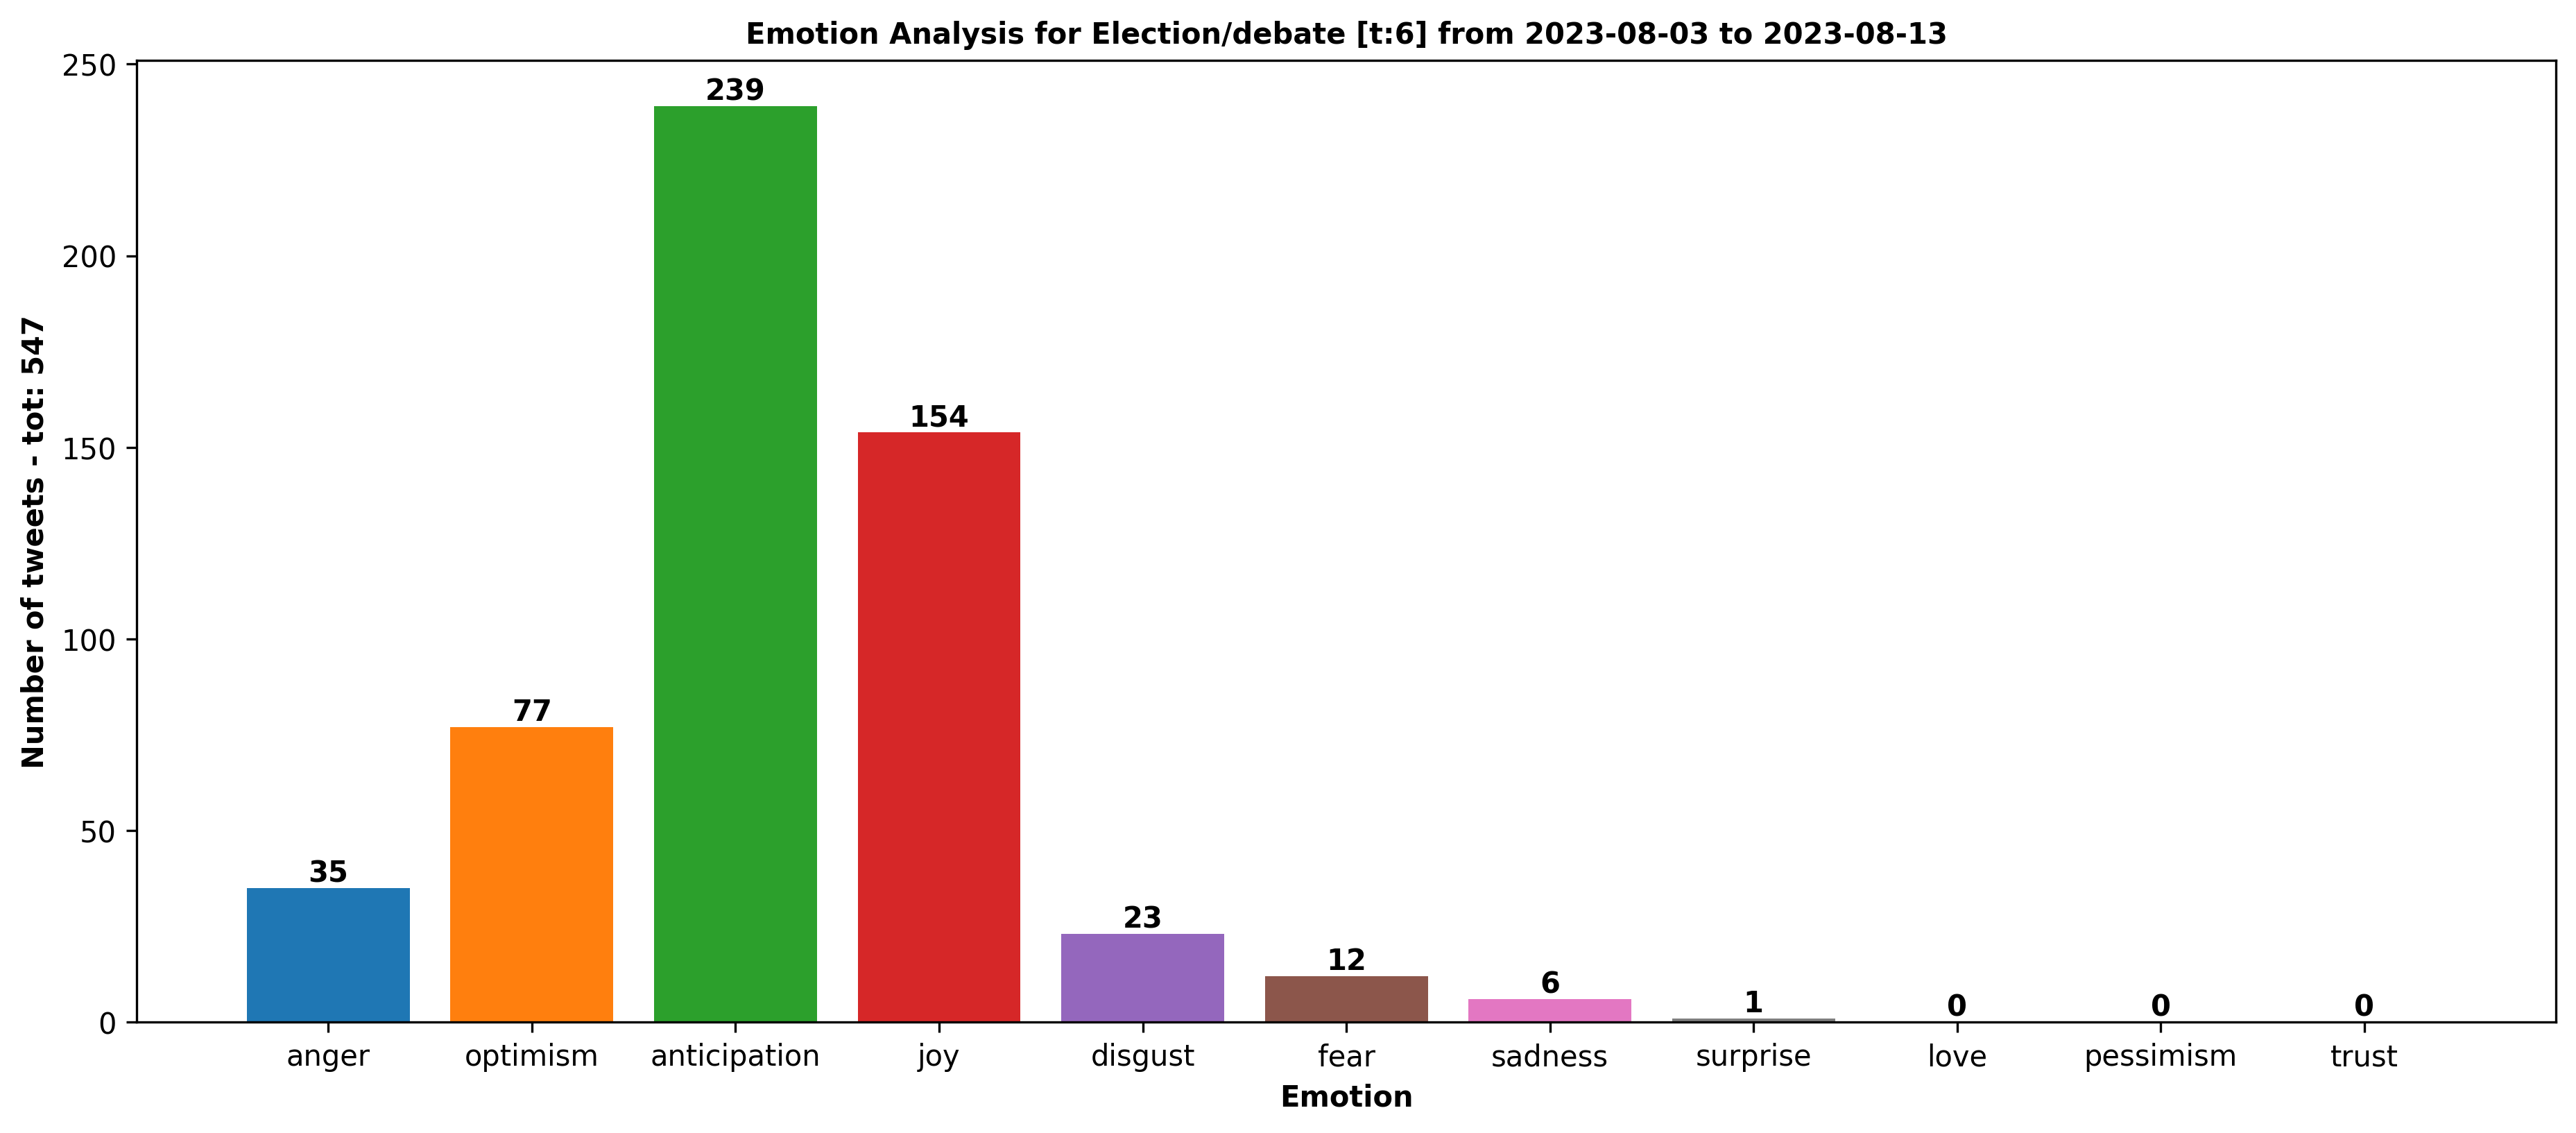 Emotion Analysis for Election/debate [t:6] from 2023-08-03 to 2023-08-13
Number of tweets - tot: 547
250
200
150
100
50
0
35
77
239
154
23
12
6
1
0
0
0
anger
optimism
anticipation
joy
disgust
fear
sadness
surprise
love
pessimism
trust
Emotion